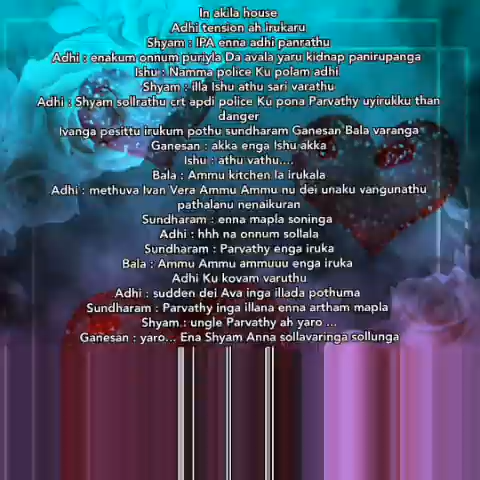 In akila house
Adhi tension ah irukaru
Shyam : IPA enna adhi panrathu
Adhi : enakum onnum puriyla Da avala yaru kidnap panirupanga
Ishu : Namma police Ku polam adhi
Shyam : illa Ishu athu sari varathu
Adhi : Shyam sollrathu crt apdi police Ku pona Parvathy uyirukku than
danger
Ivanga pesittu irukum pothu sundharam Ganesan Bala varanga
Ganesan : akka enga Ishu akka
Ishu : athu vathu....
Bala : Ammu kitchen la irukala
Adhi : methuva Ivan Vera Ammu Ammu nu dei unaku vangunathu
pathalanu nenaikuran
Sundharam : enna mapla soninga
Adhi : hhh na onnum sollala
Sundharam : Parvathy enga iruka
Bala : Ammu Ammu ammuuu enga iruka
Adhi Ku kovam varuthu
Adhi : sudden dei Ava inga illada pothuma
Sundharam : Parvathy inga illana enna artham mapla
Shyam : ungle Parvathy ah yaro ...
Ganesan : yaro... Ena Shyam Anna sollavaringa sollunga